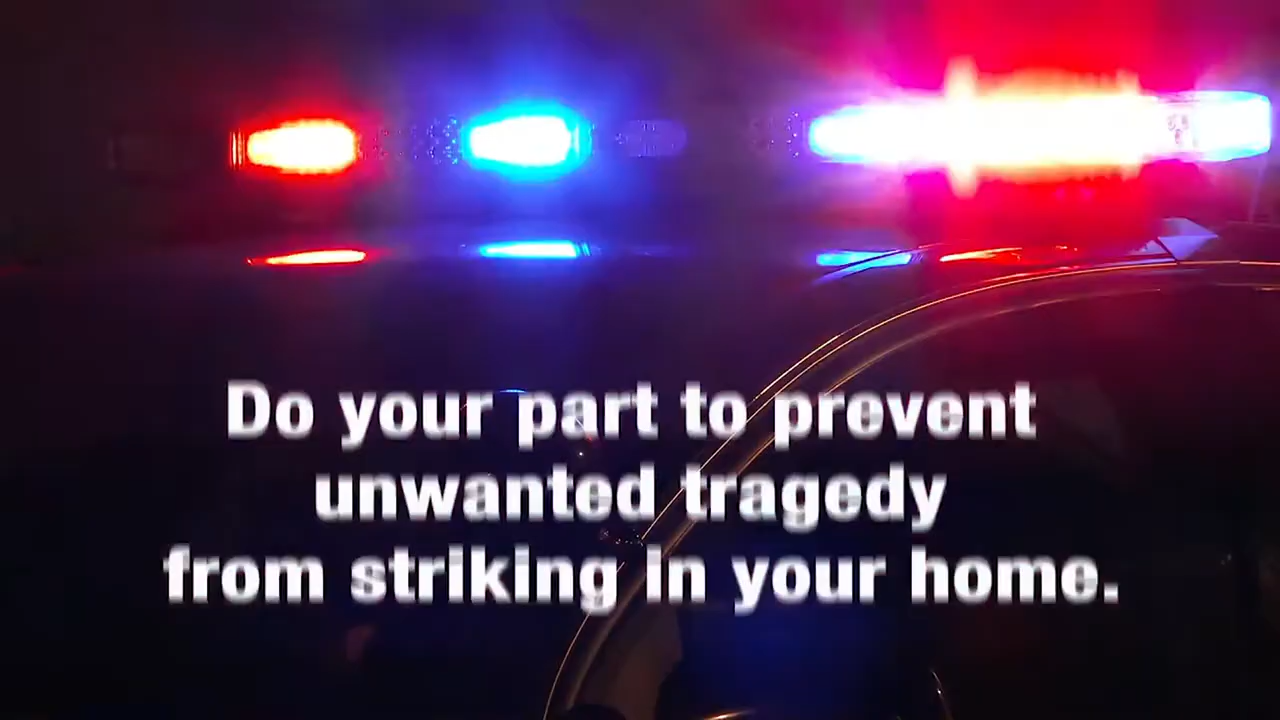 Do your part to prevent
unwanted tragedy
from striking in your home.